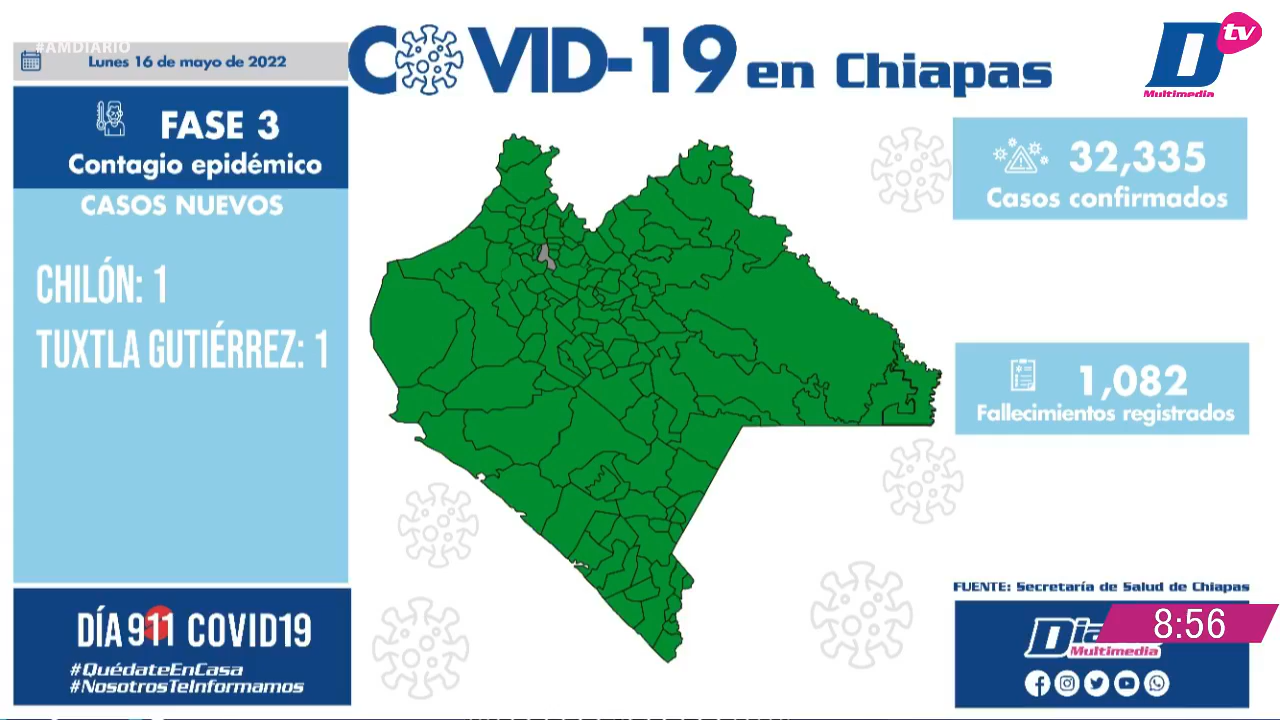 #AMDIARIO
Lunes 16 de mayo de 2022
COVID-19 en Chiapas
D tv
Multimedia
FASE 3
Contagio epidémico
CASOS NUEVOS
CHILÓN: 1
TUXTLA GUTIÉRREZ: 1
32,335
Casos confirmados
1,082
Fallecimientos registrados
DÍA 911 COVID19
#QuédateEnCasa
#NosotrosTeInformamos
FUENTE: Secretaría de Salud de Chiapas
8:56
Multimedia